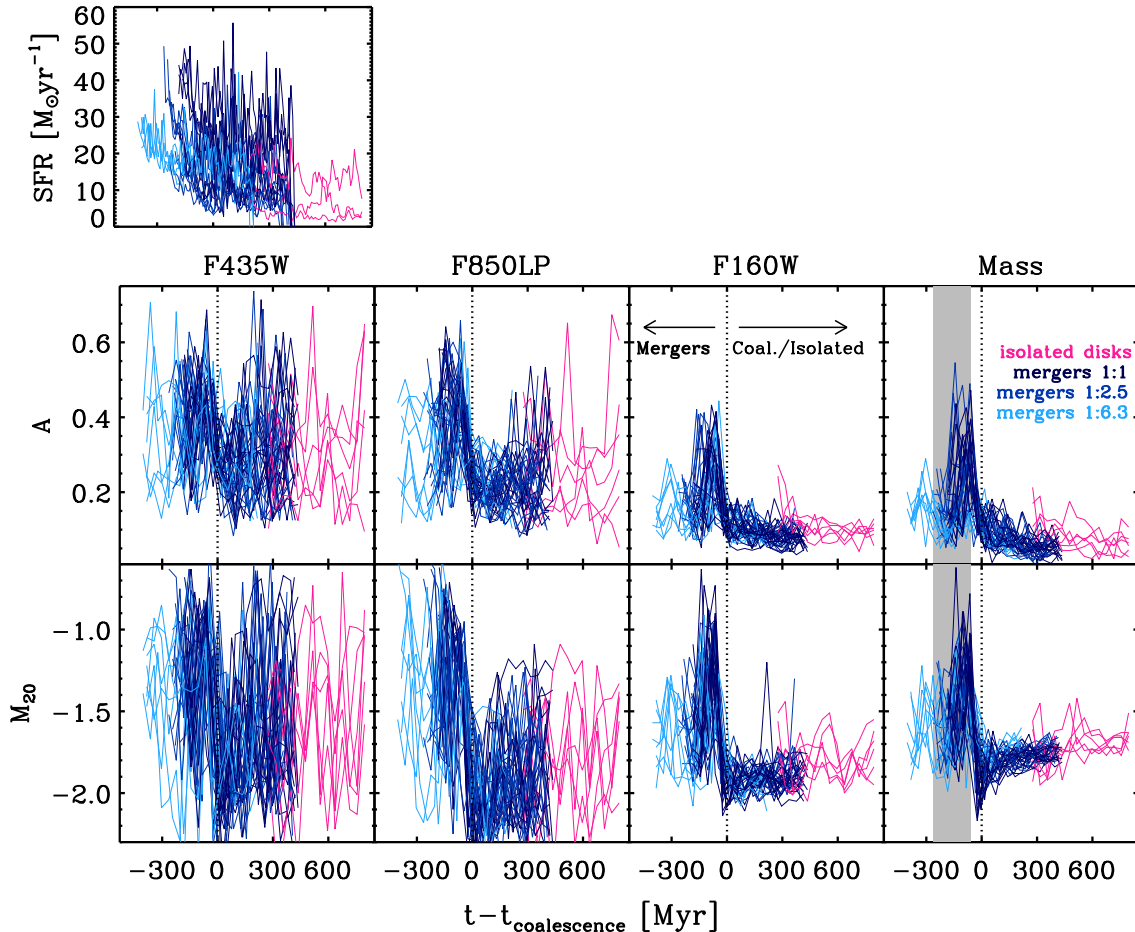 60
50
40
30
20
10
0
SFR [M⊙yr⁻¹]
F435W F850LP F160W Mass
0.6
0.4
0.2
A
Mergers Coal./Isolated
isolated disks
mergers 1:1
mergers 1:2.5
mergers 1:6.3
−1.0
−1.5
−2.0
M₂₀
−300 0 300 600 −300 0 300 600 −300 0 300 600 −300 0 300 600
t−t_coalescence [Myr]